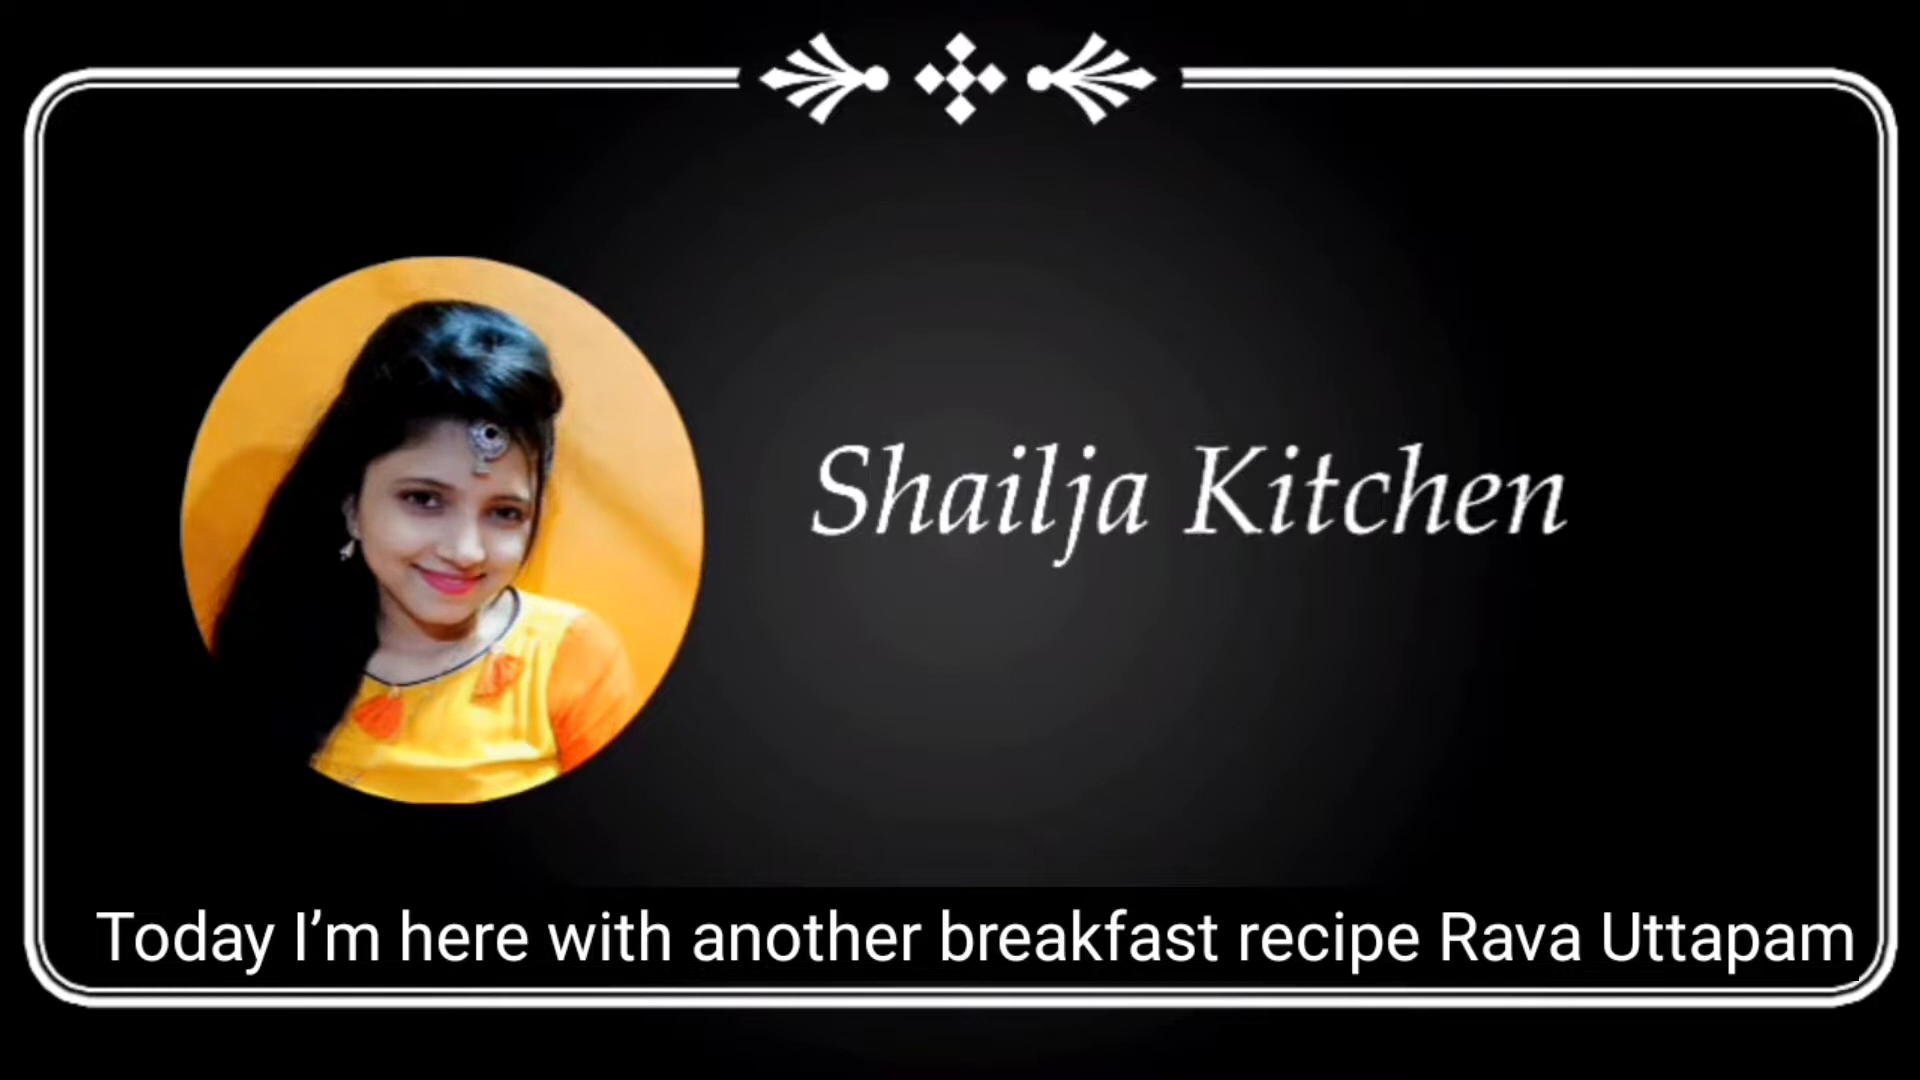 Shailja Kitchen
Today I’m here with another breakfast recipe Rava Uttapam